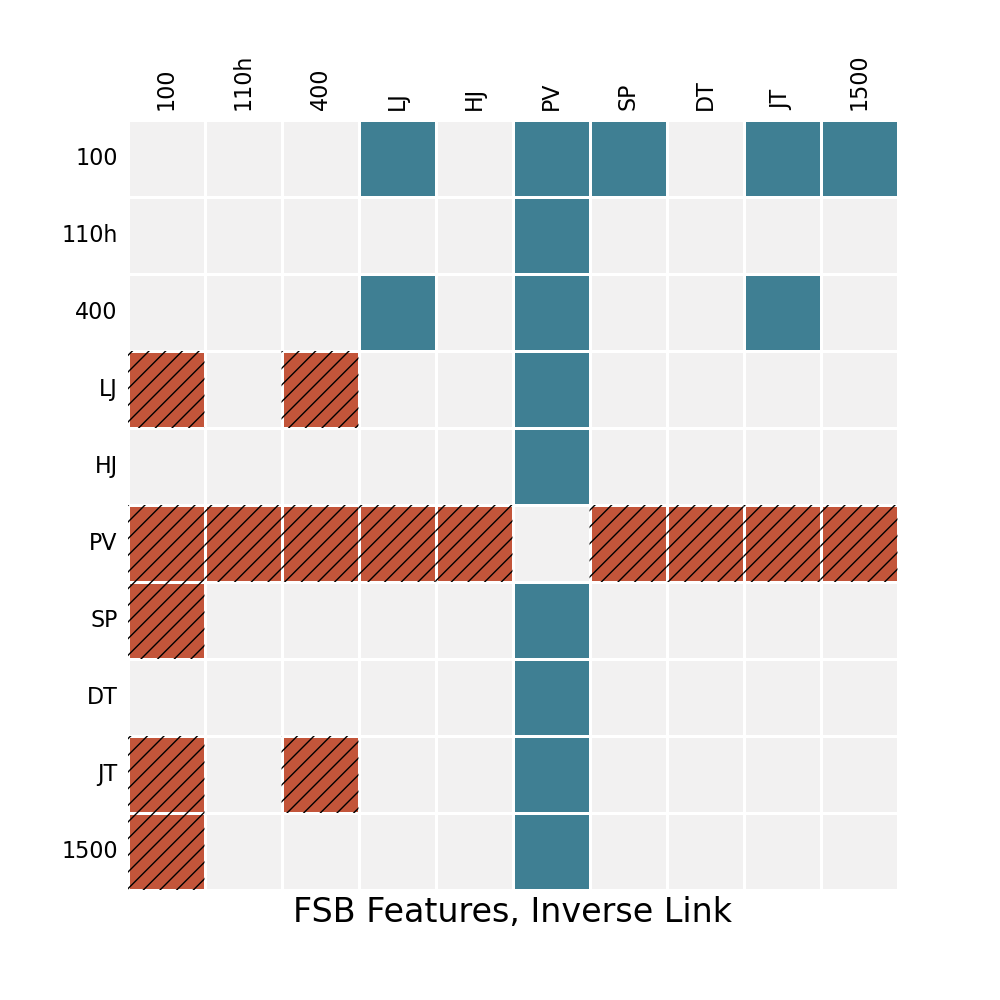 100 110h 400 LJ HJ PV SP DT JT 1500
100
110h
400
LJ
HJ
PV
SP
DT
JT
1500
FSB Features, Inverse Link